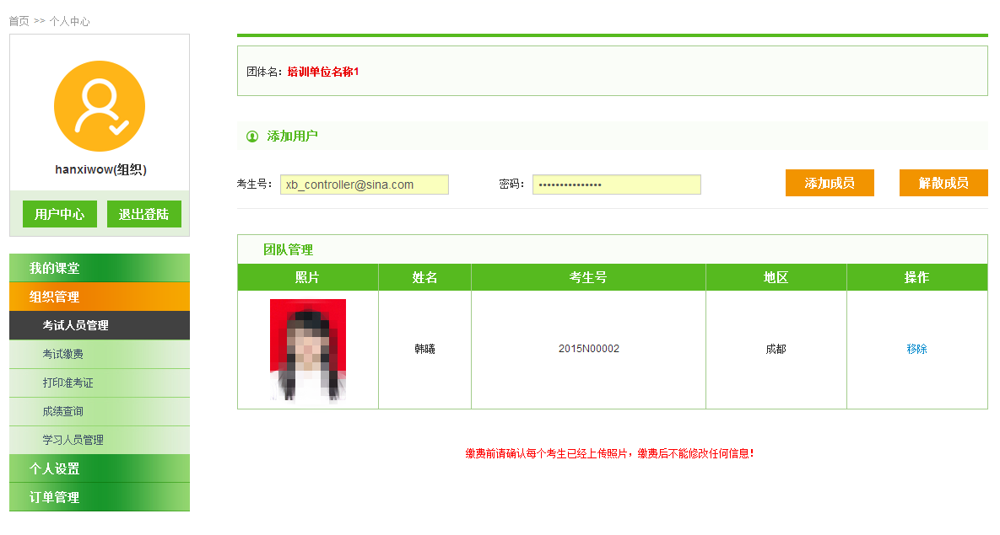 首页 >> 个人中心
hanxiwow(组织)
用户中心 退出登陆
我的课堂
组织管理
考试人员管理
考试缴费
打印准考证
成绩查询
学习人员管理
个人设置
订单管理
团体名：培训单位名称1
添加用户
考生号： xb_controller@sina.com 密码： ••••••••••••••• 添加成员 解散成员
团队管理
照片 姓名 考生号 地区 操作
韩曦 2015N00002 成都 移除
缴费前请确认每个考生已经上传照片，缴费后不能修改任何信息！